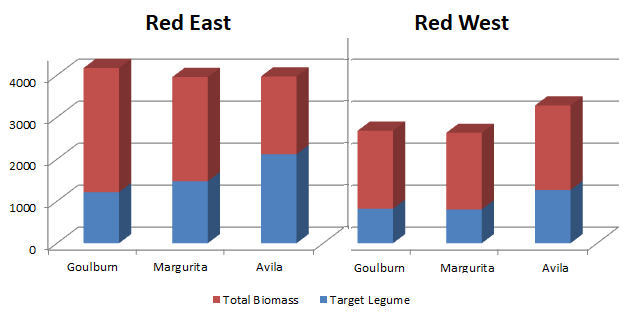 Red East
Red West
4000
3000
2000
1000
0
Goulburn Margurita Avila
Goulburn Margurita Avila
Total Biomass Target Legume